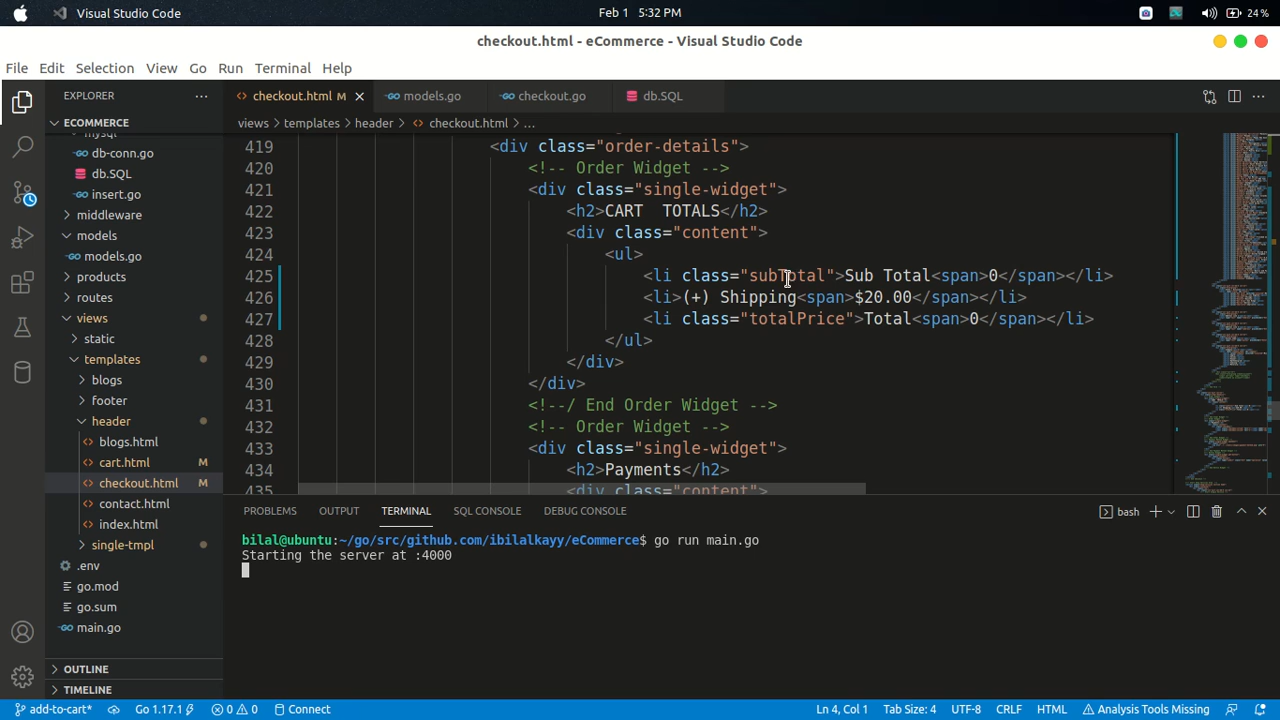 Visual Studio Code
Feb 1 5:32 PM
24%
checkout.html - eCommerce - Visual Studio Code
File Edit Selection View Go Run Terminal Help
EXPLORER
checkout.html M
models.go
checkout.go
db.SQL
ECOMMERCE
views > templates > header > checkout.html > ...
db-conn.go
db.SQL
insert.go
middleware
models
models.go
products
routes
views
static
templates
blogs
footer
header
blogs.html
cart.html M
checkout.html M
contact.html
index.html
single-tmpl
.env
go.mod
go.sum
main.go
OUTLINE
TIMELINE
419 <div class="order-details">
420 <!-- Order Widget -->
421 <div class="single-widget">
422 <h2>CART  TOTALS</h2>
423 <div class="content">
424 <ul>
425 <li class="subTotal">Sub Total<span>0</span></li>
426 <li>(+) Shipping<span>$20.00</span></li>
427 <li class="totalPrice">Total<span>0</span></li>
428 </ul>
429 </div>
430 </div>
431 <!--/ End Order Widget -->
432 <!-- Order Widget -->
433 <div class="single-widget">
434 <h2>Payments</h2>
435 <div class="content">
PROBLEMS OUTPUT TERMINAL SQL CONSOLE DEBUG CONSOLE
bash
bilal@ubuntu:~/go/src/github.com/ibilalkayy/eCommerce$ go run main.go
Starting the server at :4000
add-to-cart* Go 1.17.1 0 0 Connect
Ln 4, Col 1 Tab Size: 4 UTF-8 CRLF HTML Analysis Tools Missing